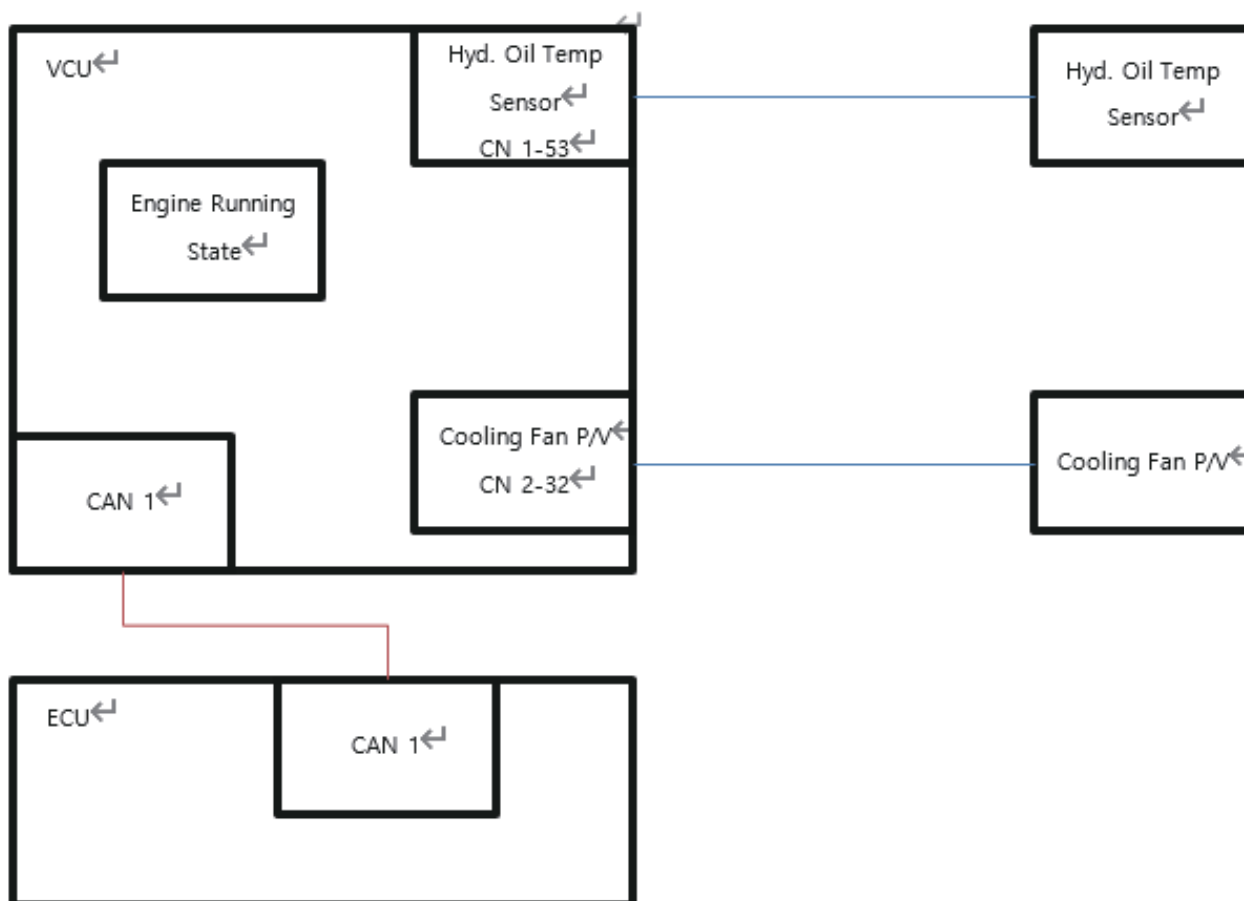 VCU
Hyd. Oil Temp
Sensor
CN 1-53
Hyd. Oil Temp
Sensor
Engine Running
State
Cooling Fan P/V
CN 2-32
Cooling Fan P/V
CAN 1
ECU
CAN 1